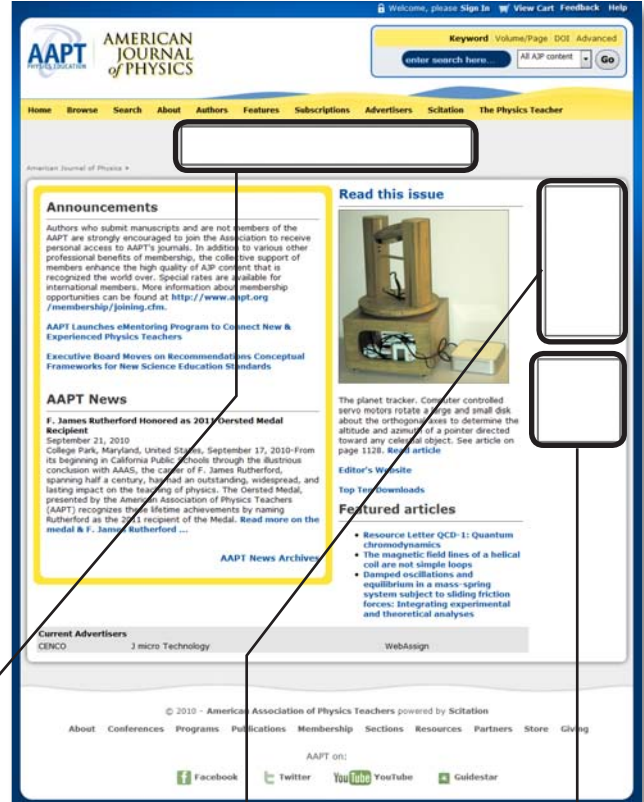 Welcome, please Sign In View Cart Feedback Help
AAPT
PHYSICS EDUCATION
AMERICAN
JOURNAL
of PHYSICS
Keyword Volume/Page DOI Advanced
enter search here... All AJP content Go
Home Browse Search About Authors Features Subscriptions Advertisers Scitation The Physics Teacher
American Journal of Physics »
Announcements
Authors who submit manuscripts and are not members of the
AAPT are strongly encouraged to join the Association to receive
personal access to AAPT's journals. In addition to various other
professional benefits of membership, the collective support of
members enhance the high quality of AJP content that is
recognized the world over. Special rates are available for
international members. More information about membership
opportunities can be found at http://www.aapt.org
/membership/joining.cfm.
AAPT Launches eMentoring Program to Connect New &
Experienced Physics Teachers
Executive Board Moves on Recommendations Conceptual
Frameworks for New Science Education Standards
AAPT News
F. James Rutherford Honored as 2011 Oersted Medal
Recipient
September 21, 2010
College Park, Maryland, United States, September 17, 2010-From
its beginning in California Public Schools through the illustrious
conclusion with AAAS, the career of F. James Rutherford,
spanning half a century, has had an outstanding, widespread, and
lasting impact on the teaching of physics. The Oersted Medal,
presented by the American Association of Physics Teachers
(AAPT) recognizes these lifetime achievements by naming
Rutherford as the 2011 recipient of the Medal. Read more on the
medal & F. James Rutherford ...
AAPT News Archives
Read this issue
The planet tracker. Computer controlled
servo motors rotate a large and small disk
about the orthogonal axes to determine the
altitude and azimuth of a pointer directed
toward any celestial object. See article on
page 1128. Read article
Editor's Website
Top Ten Downloads
Featured articles
• Resource Letter QCD-1: Quantum
chromodynamics
• The magnetic field lines of a helical
coil are not simple loops
• Damped oscillations and
equilibrium in a mass-spring
system subject to sliding friction
forces: Integrating experimental
and theoretical analyses
Current Advertisers
CENCO J micro Technology WebAssign
© 2010 - American Association of Physics Teachers powered by Scitation
About Conferences Programs Publications Membership Sections Resources Partners Store Giving
AAPT on:
Facebook Twitter YouTube YouTube Guidestar